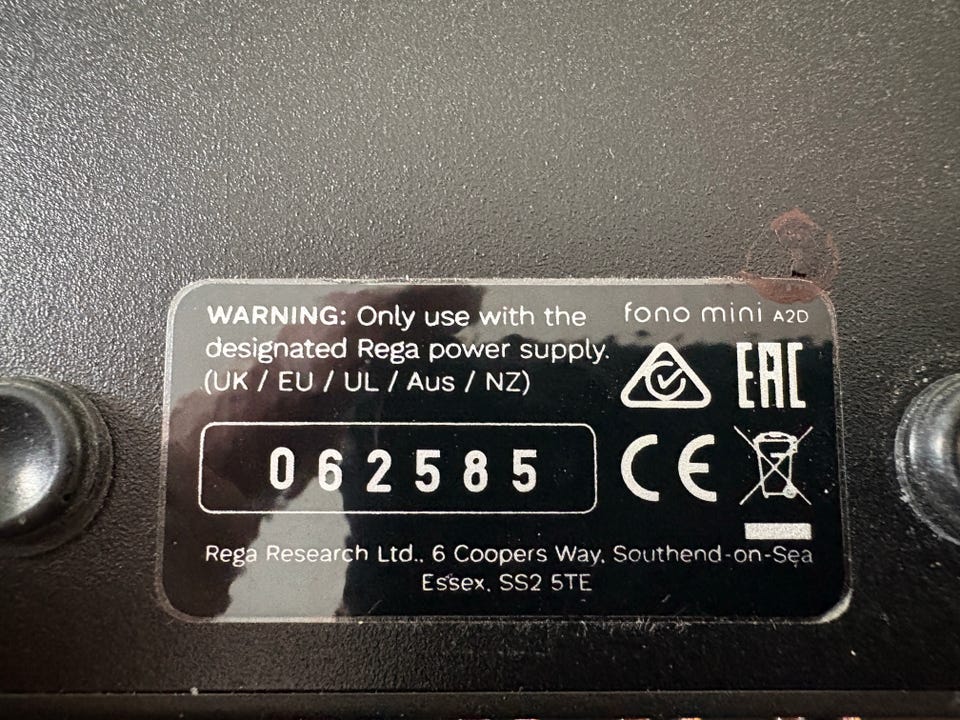 WARNING: Only use with the
designated Rega power supply.
(UK / EU / UL / Aus / NZ)
fono mini A2D
EAC
062585
CE
Rega Research Ltd., 6 Coopers Way, Southend-on-Sea
Essex, SS2 5TE